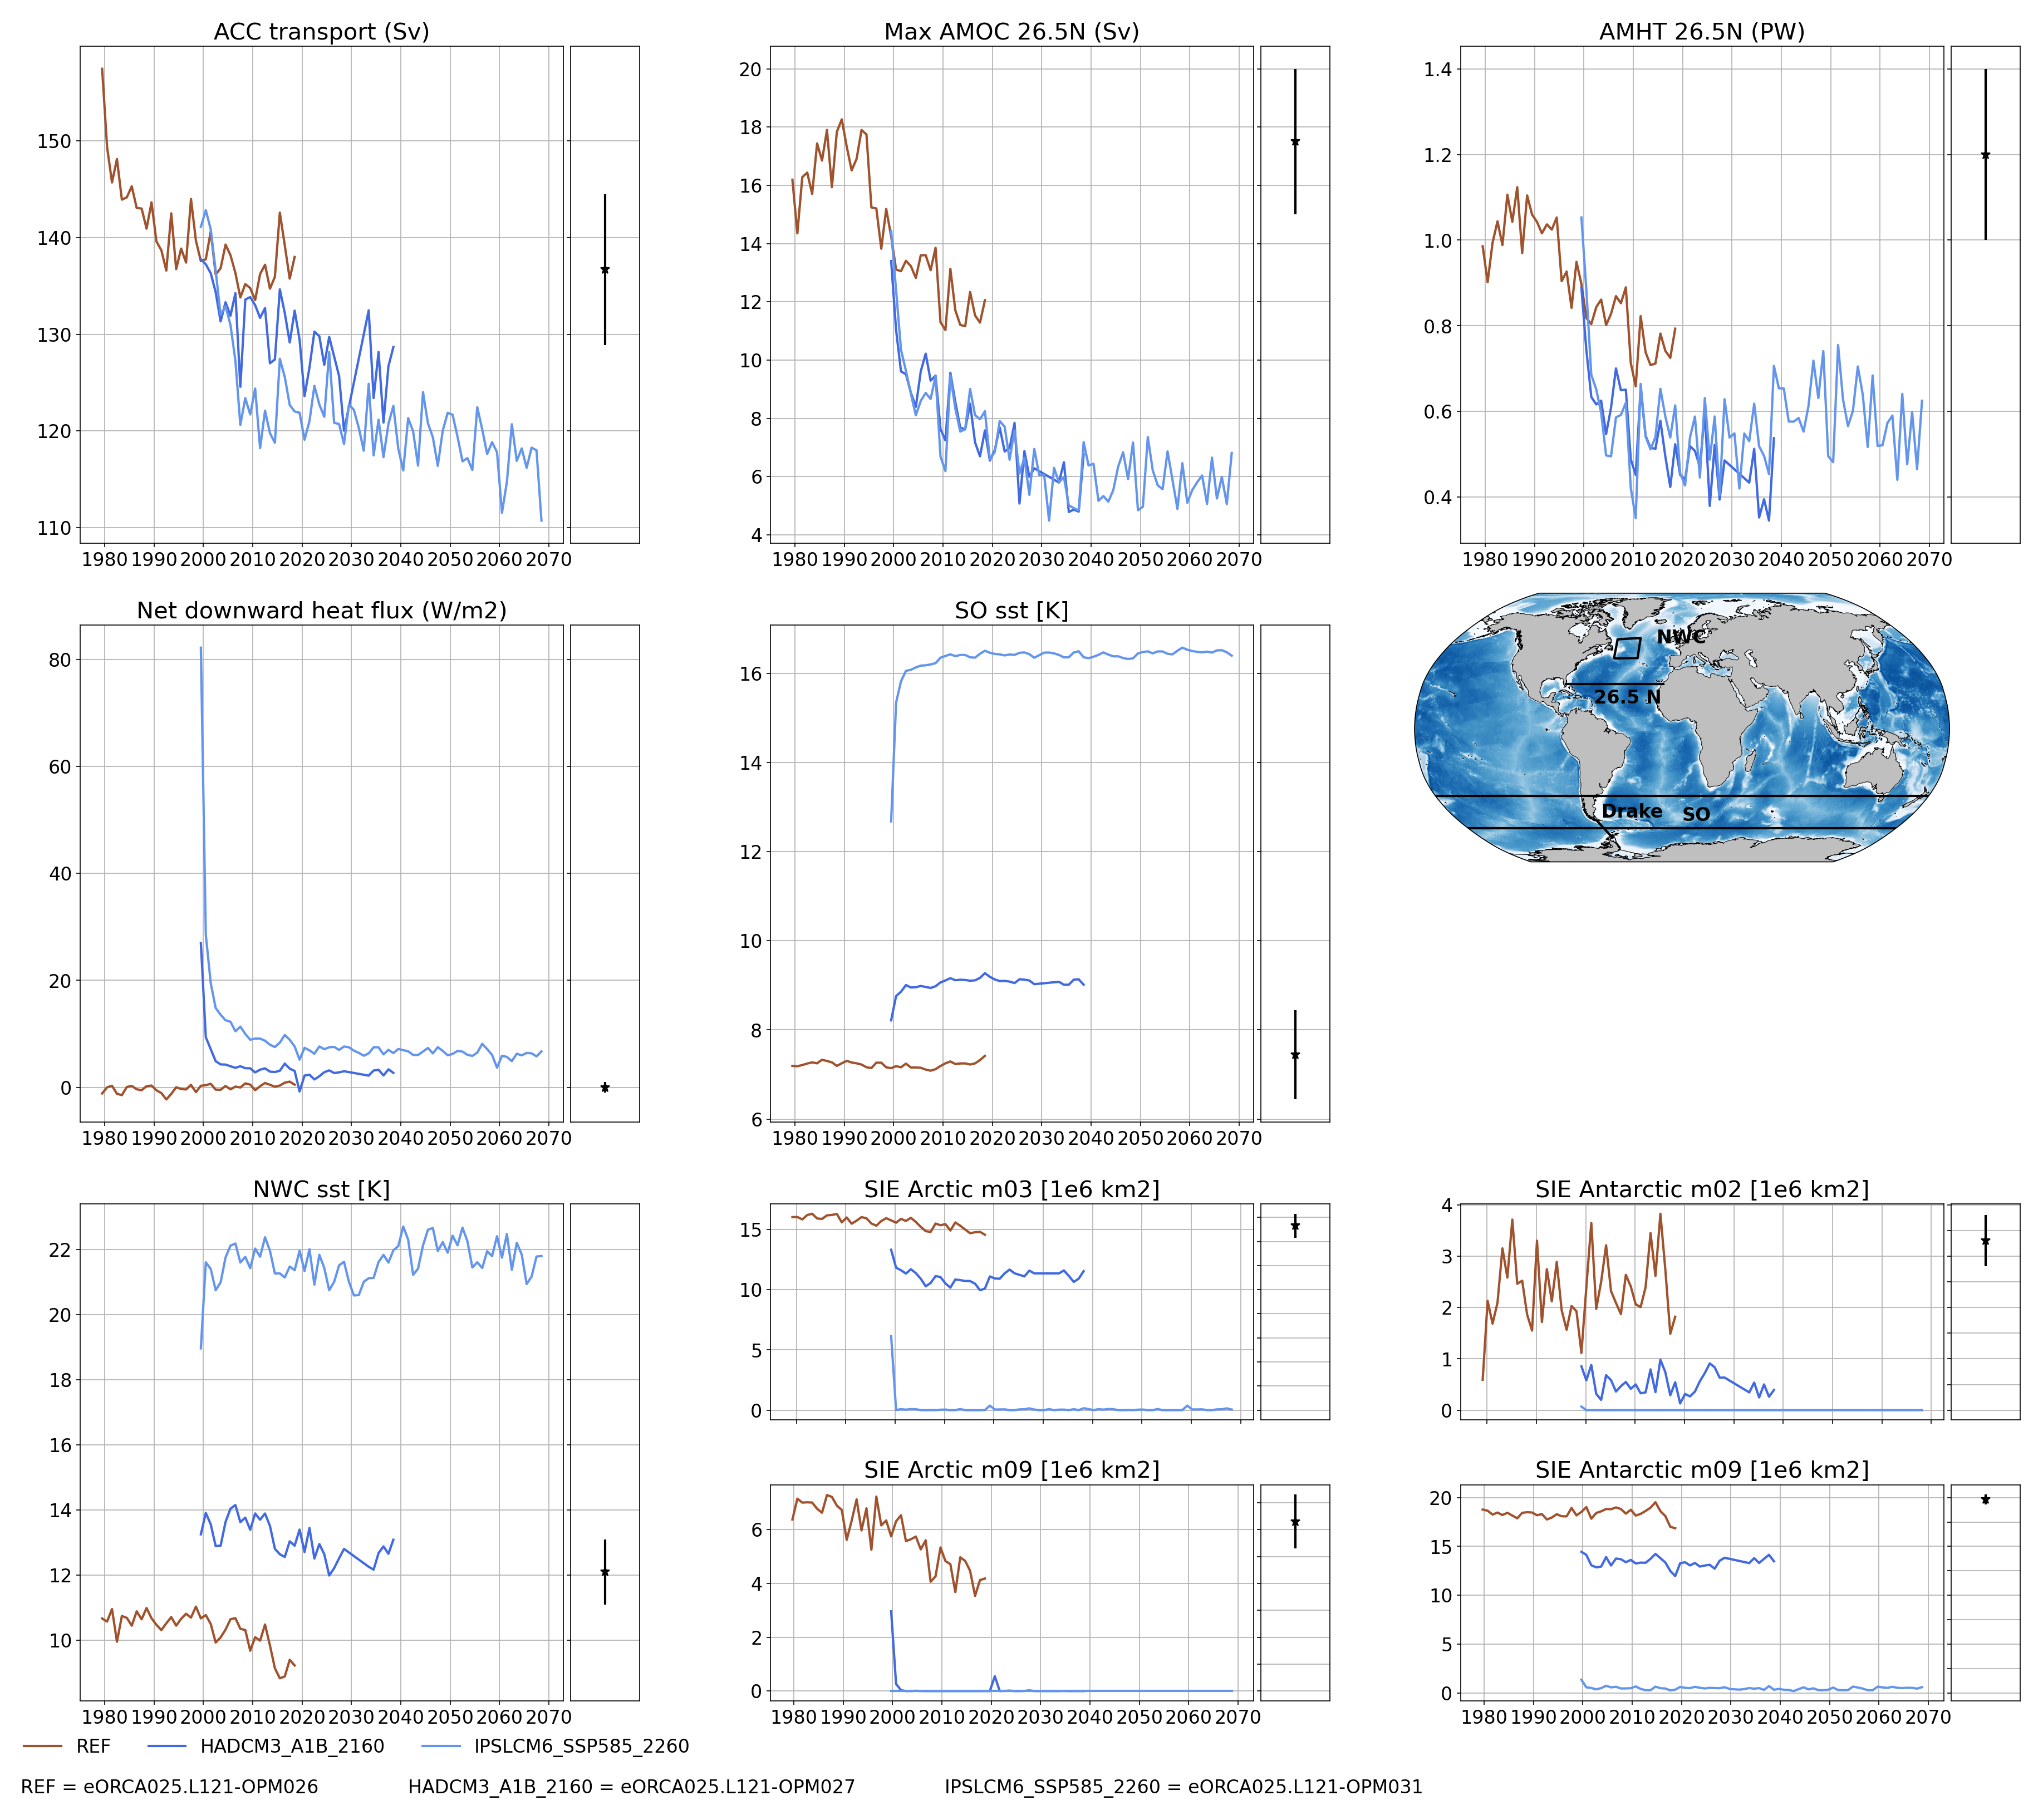 ACC transport (Sv)
Max AMOC 26.5N (Sv)
AMHT 26.5N (PW)
150
140
130
120
110
1980 1990 2000 2010 2020 2030 2040 2050 2060 2070
20
18
16
14
12
10
8
6
4
1980 1990 2000 2010 2020 2030 2040 2050 2060 2070
1.4
1.2
1.0
0.8
0.6
0.4
1980 1990 2000 2010 2020 2030 2040 2050 2060 2070
Net downward heat flux (W/m2)
SO sst [K]
80
60
40
20
0
1980 1990 2000 2010 2020 2030 2040 2050 2060 2070
16
14
12
10
8
6
1980 1990 2000 2010 2020 2030 2040 2050 2060 2070
NWC
26.5 N
Drake SO
NWC sst [K]
SIE Arctic m03 [1e6 km2]
SIE Antarctic m02 [1e6 km2]
22
20
18
16
14
12
10
1980 1990 2000 2010 2020 2030 2040 2050 2060 2070
15
10
5
0
4
3
2
1
0
SIE Arctic m09 [1e6 km2]
SIE Antarctic m09 [1e6 km2]
6
4
2
0
1980 1990 2000 2010 2020 2030 2040 2050 2060 2070
20
15
10
5
0
1980 1990 2000 2010 2020 2030 2040 2050 2060 2070
REF HADCM3_A1B_2160 IPSLCM6_SSP585_2260
REF = eORCA025.L121-OPM026 HADCM3_A1B_2160 = eORCA025.L121-OPM027 IPSLCM6_SSP585_2260 = eORCA025.L121-OPM031